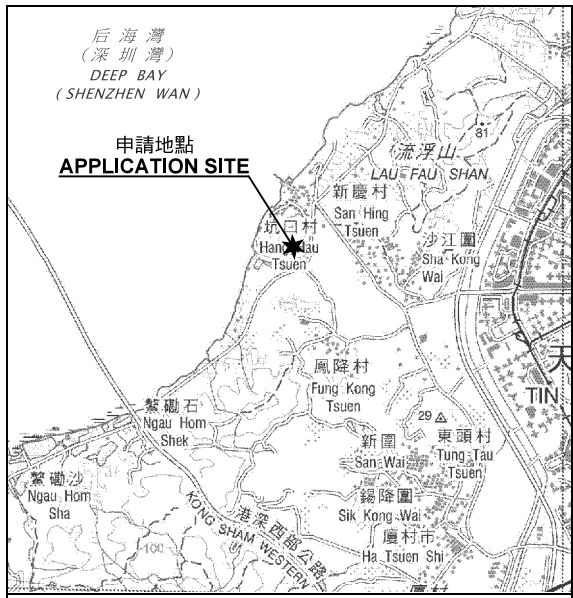 后海灣
（深圳灣）
DEEP BAY
( SHENZHEN WAN )
申請地點
APPLICATION SITE
81
流浮山
LAU FAU SHAN
新慶村
San Hing
Tsuen
坑口村
Tsuen
沙江圍
Sha Kong
Wai
鳳降村
Fung Kong
Tsuen
天
TIN
鰲磡石
Ngau Hom
Shek
29
新圍
San Wai
東頭村
Tung Tau
Tsuen
鰲磡沙
Ngau Hom
Sha
錫降圍
Sik Kong Wai
港深西部公路
KONG SHAM WESTERN
廈村市
Ha Tsuen Shi
100